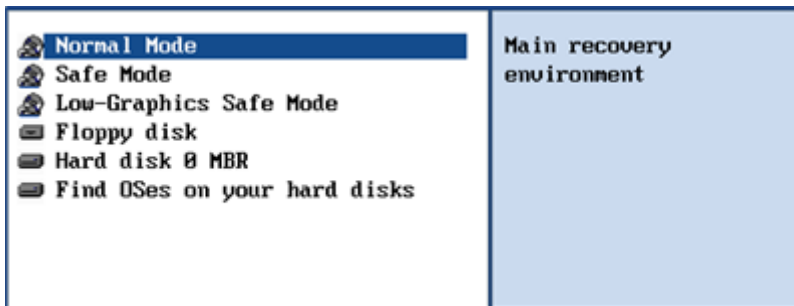 Normal Mode
Safe Mode
Low-Graphics Safe Mode
Floppy disk
Hard disk 0 MBR
Find OSes on your hard disks
Main recovery
environment